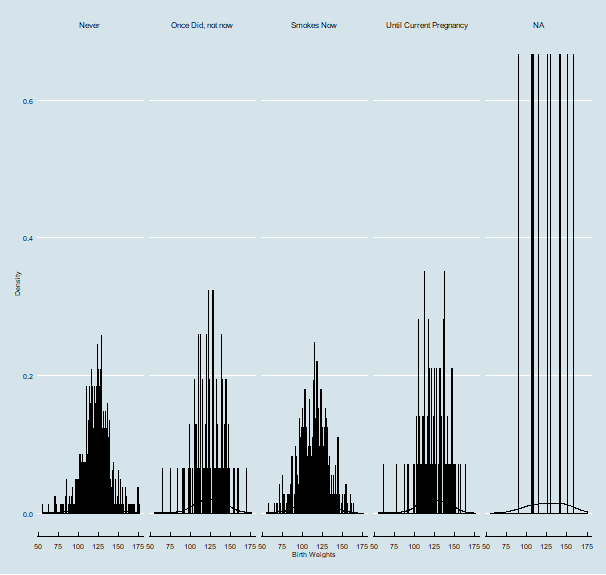 Never Once Did, not now Smokes Now Until Current Pregnancy NA
0.6
0.4
Density
0.2
0.0
50 75 100 125 150 175 50 75 100 125 150 175 50 75 100 125 150 175 50 75 100 125 150 175 50 75 100 125 150 175
Birth Weights